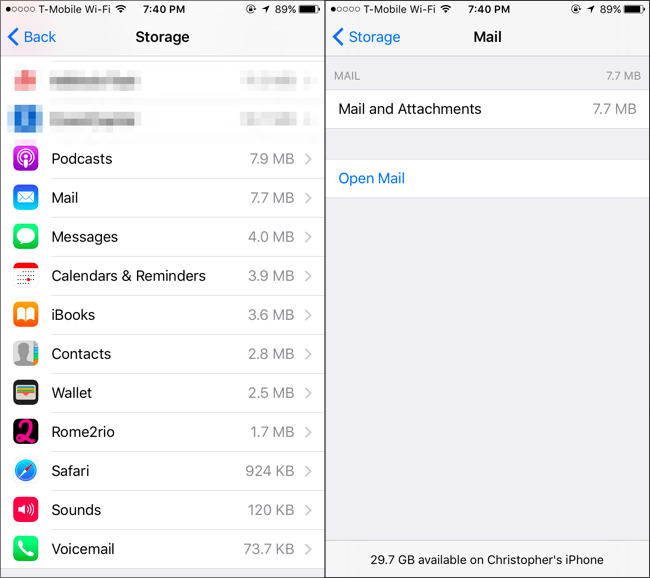 T-Mobile Wi-Fi 7:40 PM 89%
Back Storage
Podcasts 7.9 MB
Mail 7.7 MB
Messages 4.0 MB
Calendars & Reminders 3.9 MB
iBooks 3.6 MB
Contacts 2.8 MB
Wallet 2.5 MB
Rome2rio 1.7 MB
Safari 924 KB
Sounds 120 KB
Voicemail 73.7 KB
T-Mobile Wi-Fi 7:40 PM 89%
Storage Mail
MAIL 7.7 MB
Mail and Attachments 7.7 MB
Open Mail
29.7 GB available on Christopher's iPhone